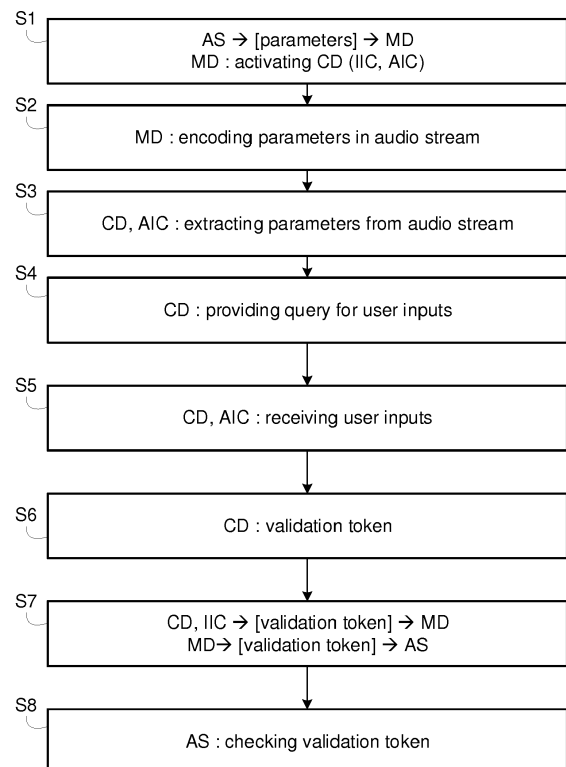 S1
AS → [parameters] → MD
MD : activating CD (IIC, AIC)
S2
MD : encoding parameters in audio stream
S3
CD, AIC : extracting parameters from audio stream
S4
CD : providing query for user inputs
S5
CD, AIC : receiving user inputs
S6
CD : validation token
S7
CD, IIC → [validation token] → MD
MD→ [validation token] → AS
S8
AS : checking validation token